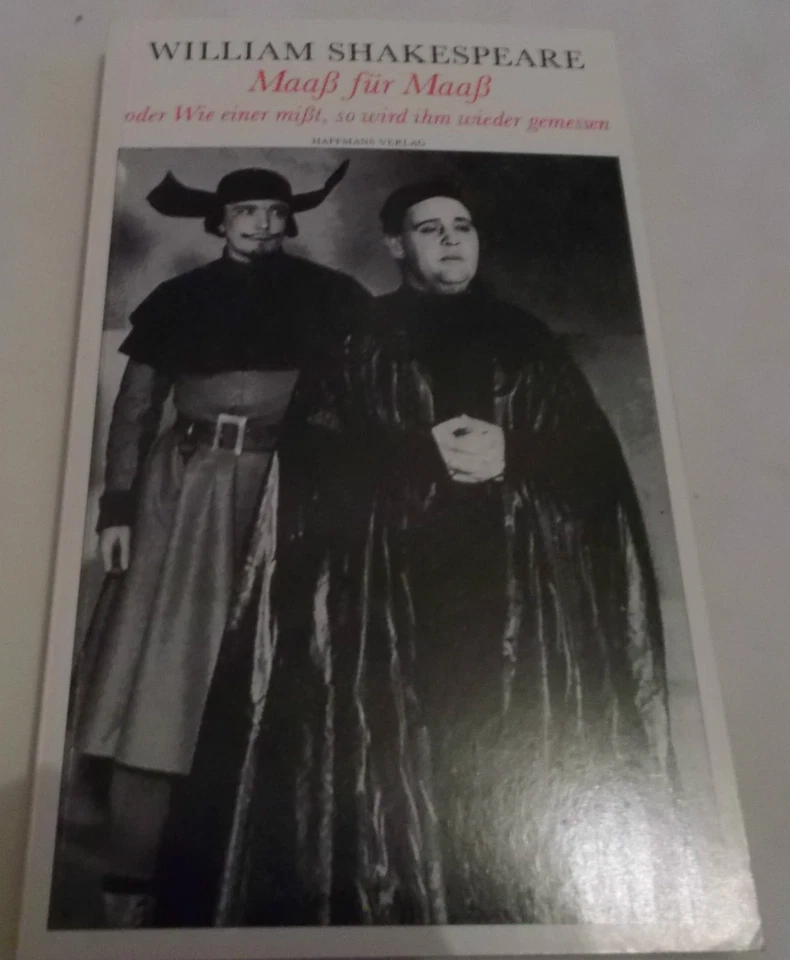 WILLIAM SHAKESPEARE
Maaß für Maaß
oder Wie einer mißt, so wird ihm wieder gemessen
HAFFMANS VERLAG